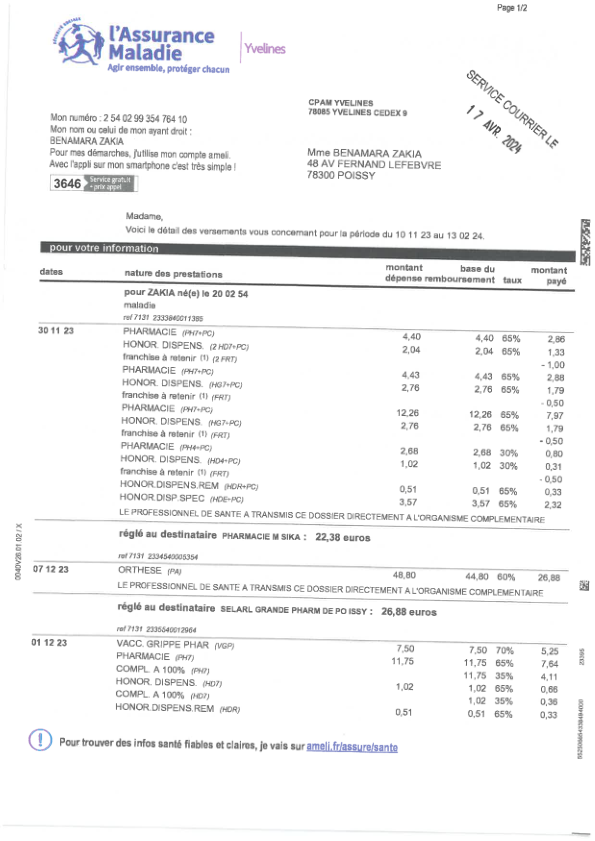 Page 1/2
SÉCURITÉ SOCIALE
l'Assurance
Maladie
Agir ensemble, protéger chacun
Yvelines
CPAM YVELINES
78085 YVELINES CEDEX 9
SERVICE COURRIER LE
17 AVR. 2024
Mon numéro : 2 54 02 99 354 764 10
Mon nom ou celui de mon ayant droit :
BENAMARA ZAKIA
Pour mes démarches, j'utilise mon compte ameli.
Avec l'appli sur mon smartphone c'est très simple !
3646 Service gratuit + prix appel
Mme BENAMARA ZAKIA
48 AV FERNAND LEFEBVRE
78300 POISSY
Madame,
Voici le détail des versements vous concernant pour la période du 10 11 23 au 13 02 24.
pour votre information
dates nature des prestations montant dépense base du remboursement taux montant payé
pour ZAKIA né(e) le 20 02 54
maladie
ref 7131 2333640011385
30 11 23 PHARMACIE (PH7+PC) 4,40 4,40 65% 2,86
HONOR. DISPENS. (2 HD7+PC) 2,04 2,04 65% 1,33
franchise à retenir (1) (2 FRT) - 1,00
PHARMACIE (PH7+PC) 4,43 4,43 65% 2,88
HONOR. DISPENS. (HG7+PC) 2,76 2,76 65% 1,79
franchise à retenir (1) (FRT) - 0,50
PHARMACIE (PH7+PC) 12,26 12,26 65% 7,97
HONOR. DISPENS. (HG7+PC) 2,76 2,76 65% 1,79
franchise à retenir (1) (FRT) - 0,50
PHARMACIE (PH4+PC) 2,68 2,68 30% 0,80
HONOR. DISPENS. (HD4+PC) 1,02 1,02 30% 0,31
franchise à retenir (1) (FRT) - 0,50
HONOR.DISPENS.REM (HDR+PC) 0,51 0,51 65% 0,33
HONOR.DISP.SPEC (HDE+PC) 3,57 3,57 65% 2,32
LE PROFESSIONNEL DE SANTE A TRANSMIS CE DOSSIER DIRECTEMENT A L'ORGANISME COMPLEMENTAIRE
réglé au destinataire PHARMACIE M SIKA : 22,38 euros
ref 7131 2334540005354
07 12 23 ORTHESE (PA) 48,80 44,80 60% 26,88
LE PROFESSIONNEL DE SANTE A TRANSMIS CE DOSSIER DIRECTEMENT A L'ORGANISME COMPLEMENTAIRE
réglé au destinataire SELARL GRANDE PHARM DE PO ISSY : 26,88 euros
ref 7131 2335540012964
01 12 23 VACC. GRIPPE PHAR (VGP) 7,50 7,50 70% 5,25
PHARMACIE (PH7) 11,75 11,75 65% 7,64
COMPL. A 100% (PH7) 11,75 35% 4,11
HONOR. DISPENS. (HD7) 1,02 1,02 65% 0,66
COMPL. A 100% (HD7) 1,02 35% 0,36
HONOR.DISPENS.REM (HDR) 0,51 0,51 65% 0,33
Pour trouver des infos santé fiables et claires, je vais sur ameli.fr/assure/sante